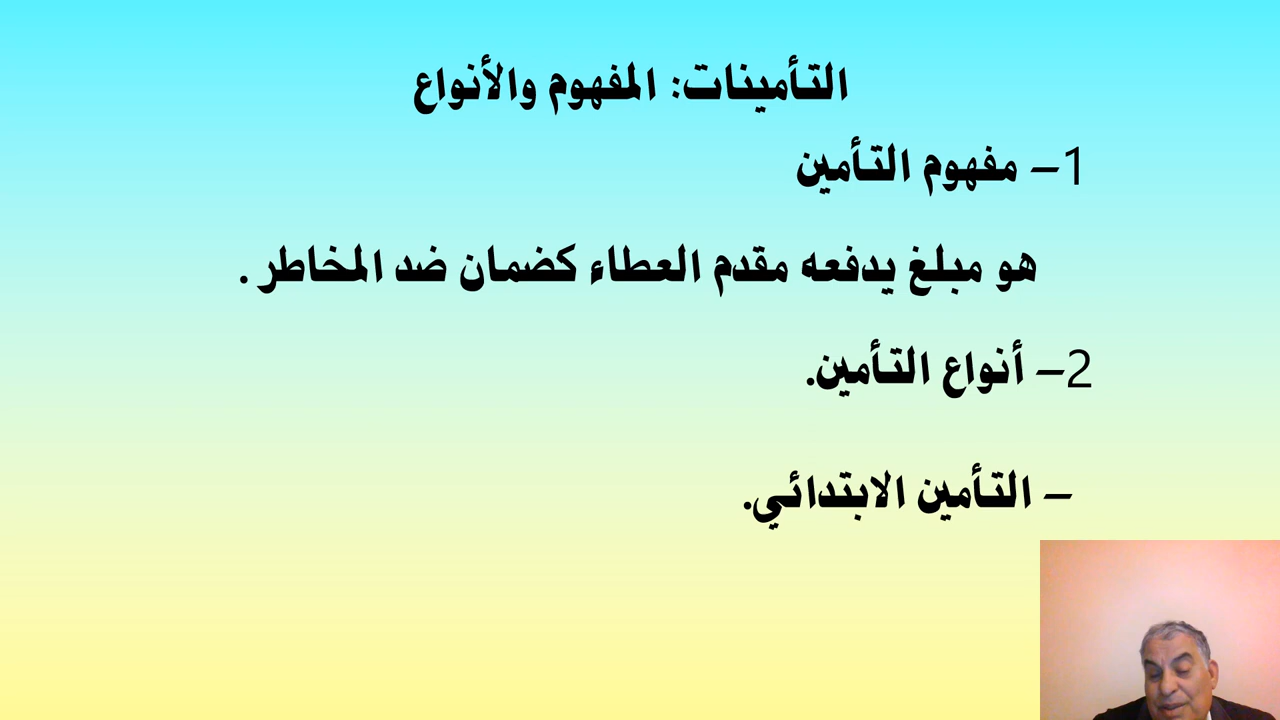 التأمينات: المفهوم والأنواع
1– مفهوم التأمين
هو مبلغ يدفعه مقدم العطاء كضمان ضد المخاطر .
2– أنواع التأمين.
– التأمين الابتدائي.